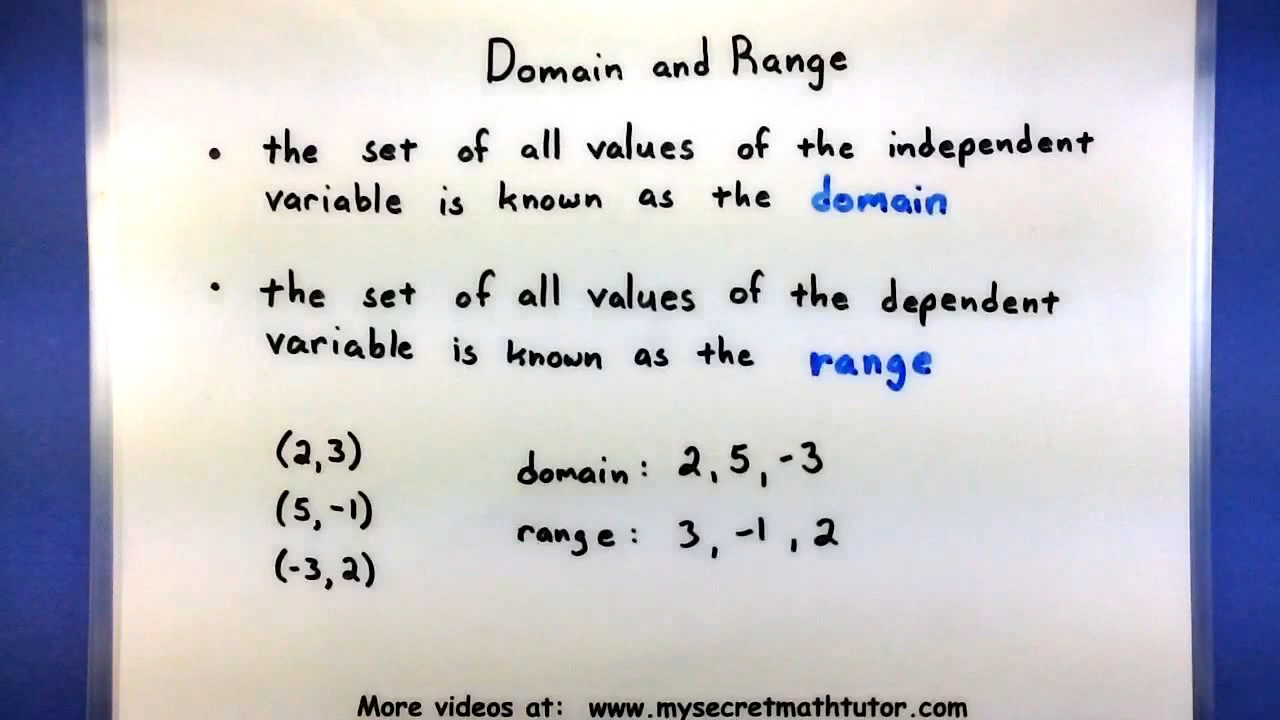 Domain and Range
• the set of all values of the independent
variable is known as the domain
• the set of all values of the dependent
variable is known as the range
(2,3)
(5,-1)
(-3,2)
domain: 2, 5, -3
range: 3, -1, 2
More videos at: www.mysecretmathtutor.com